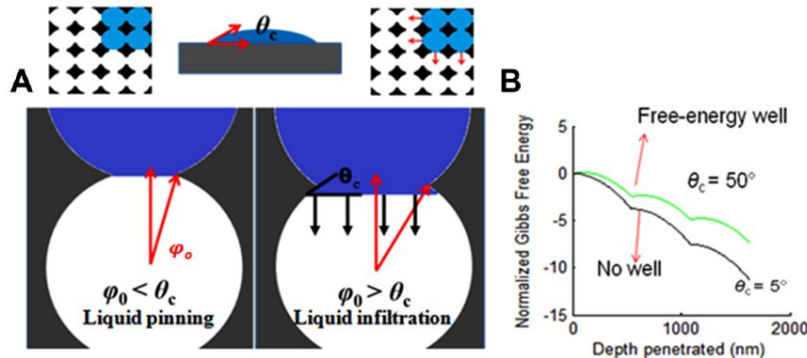 θc
A
φo
φ0 < θc
Liquid pinning
θc
φ0 > θc
Liquid infiltration
B
Normalized Gibbs Free Energy
5
0
-5
-10
-15
Free-energy well
θc = 50°
No well
θc = 5°
0
1000
2000
Depth penetrated (nm)